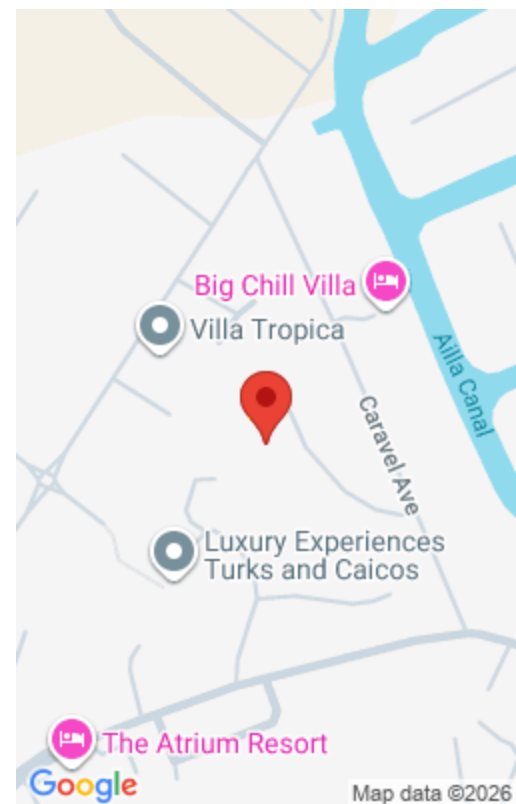 Big Chill Villa
Villa Tropica
Ailla Canal
Caravel Ave
Luxury Experiences
Turks and Caicos
The Atrium Resort
Google
Map data ©2026